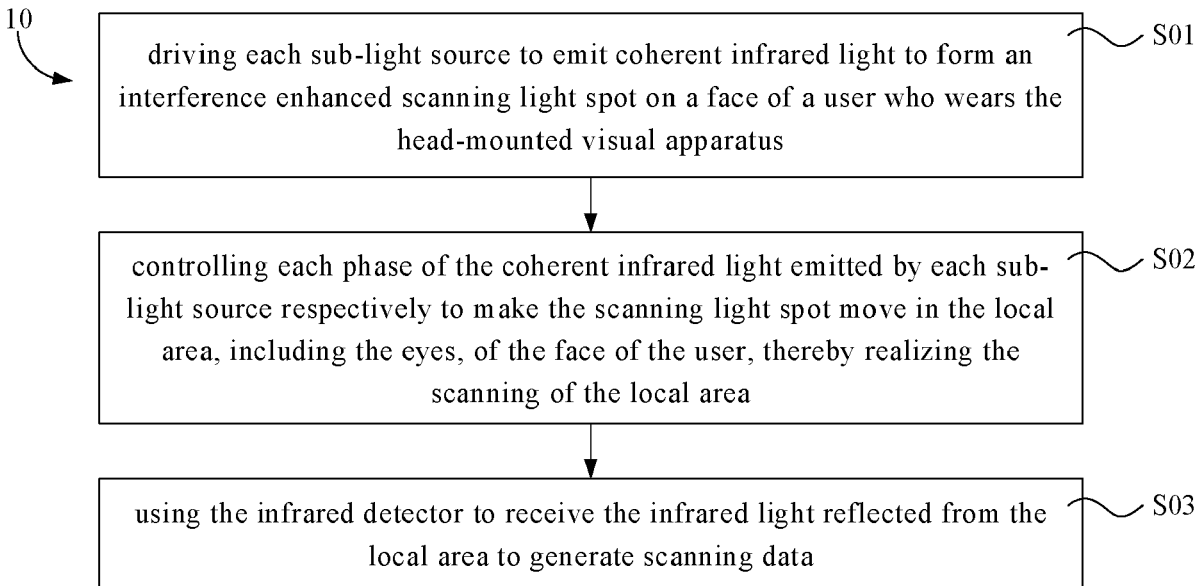 10
driving each sub-light source to emit coherent infrared light to form an
interference enhanced scanning light spot on a face of a user who wears the
head-mounted visual apparatus
S01
controlling each phase of the coherent infrared light emitted by each sub-
light source respectively to make the scanning light spot move in the local
area, including the eyes, of the face of the user, thereby realizing the
scanning of the local area
S02
using the infrared detector to receive the infrared light reflected from the
local area to generate scanning data
S03